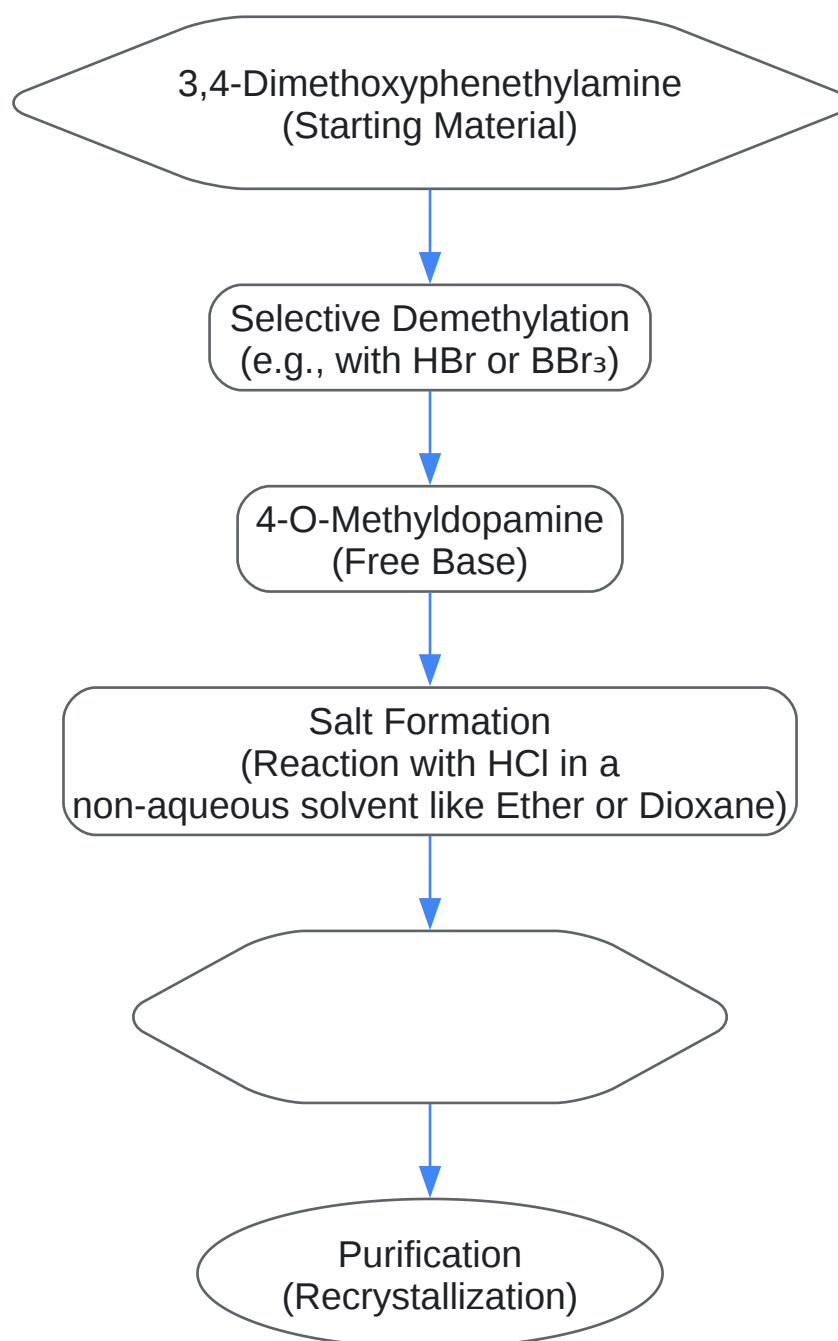 3,4-Dimethoxyphenethylamine
(Starting Material)
Selective Demethylation
(e.g., with HBr or BBr₃)
4-O-Methyldopamine
(Free Base)
Salt Formation
(Reaction with HCl in a
non-aqueous solvent like Ether or Dioxane)
Purification
(Recrystallization)